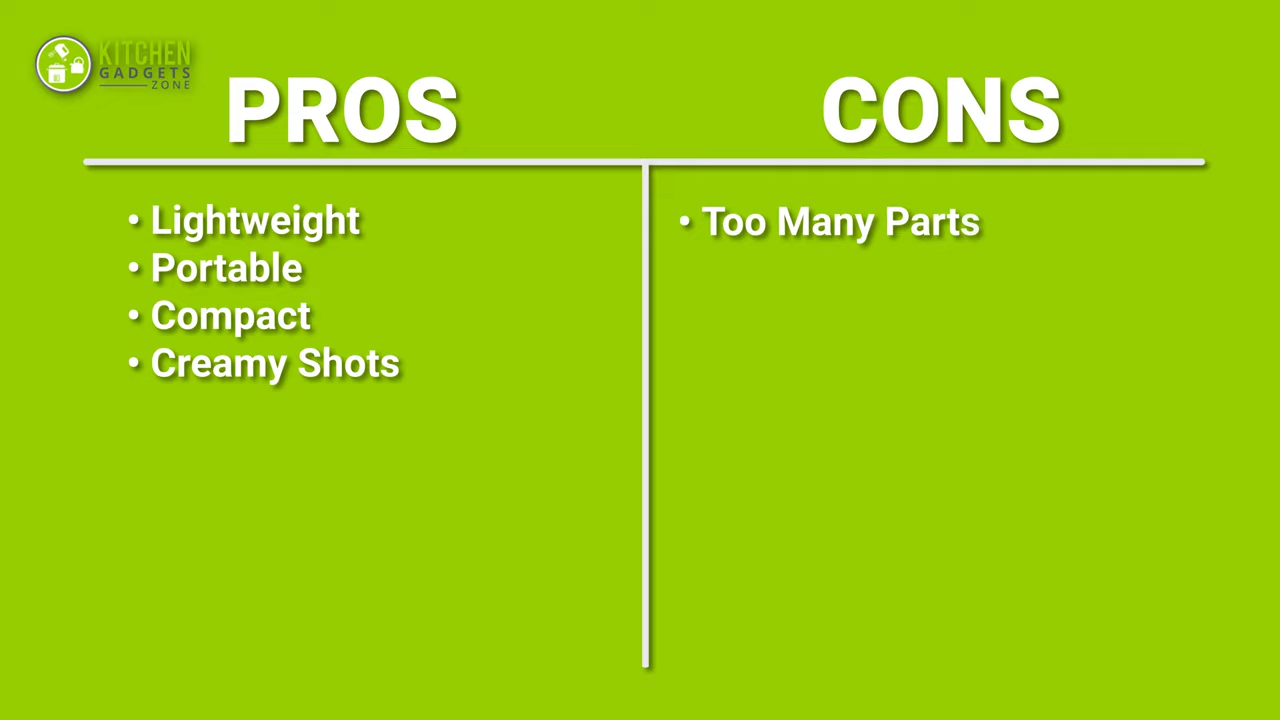 KITCHEN
GADGETS
ZONE
PROS
CONS
• Lightweight
• Portable
• Compact
• Creamy Shots
• Too Many Parts